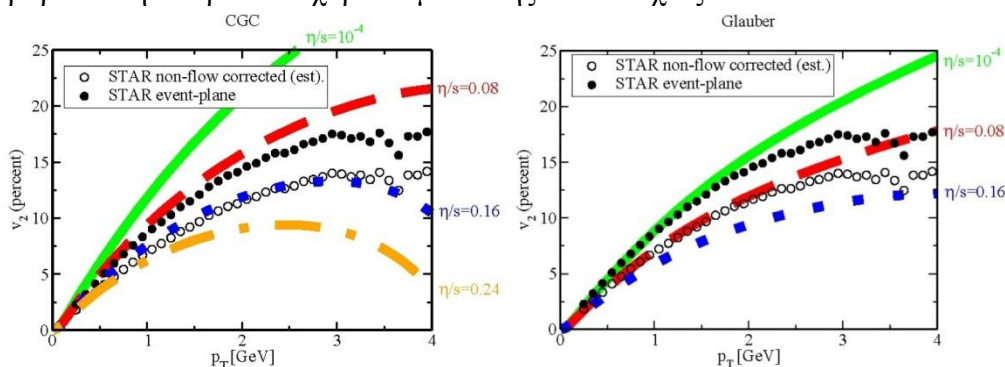 CGC
Glauber
25
20
15
10
5
0
v2 (percent)
STAR non-flow corrected (est).
STAR event-plane
η/s=10-4
η/s=0.08
η/s=0.16
η/s=0.24
0 1 2 3 4
pT [GeV]
25
20
15
10
5
0
v2 (percent)
STAR non-flow corrected (est.)
STAR event-plane
η/s=10-4
η/s=0.08
η/s=0.16
0 1 2 3 4
pT [GeV]